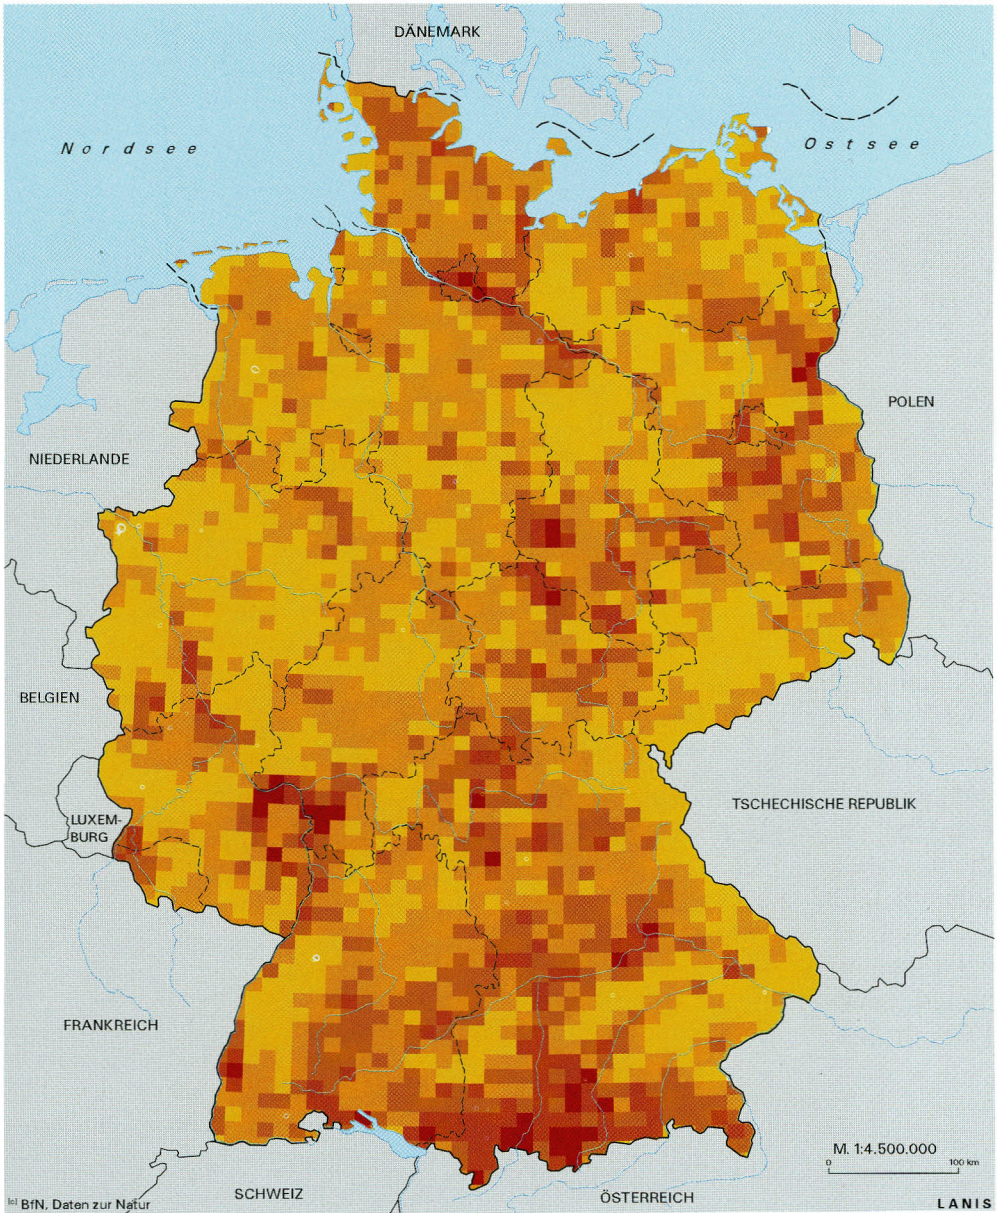 DÄNEMARK
Nordsee
Ostsee
POLEN
NIEDERLANDE
BELGIEN
TSCHECHISCHE REPUBLIK
LUXEM-
BURG
FRANKREICH
M. 1:4.500.000
0 100 km
SCHWEIZ
ÖSTERREICH
(c) BfN, Daten zur Natur
LANIS